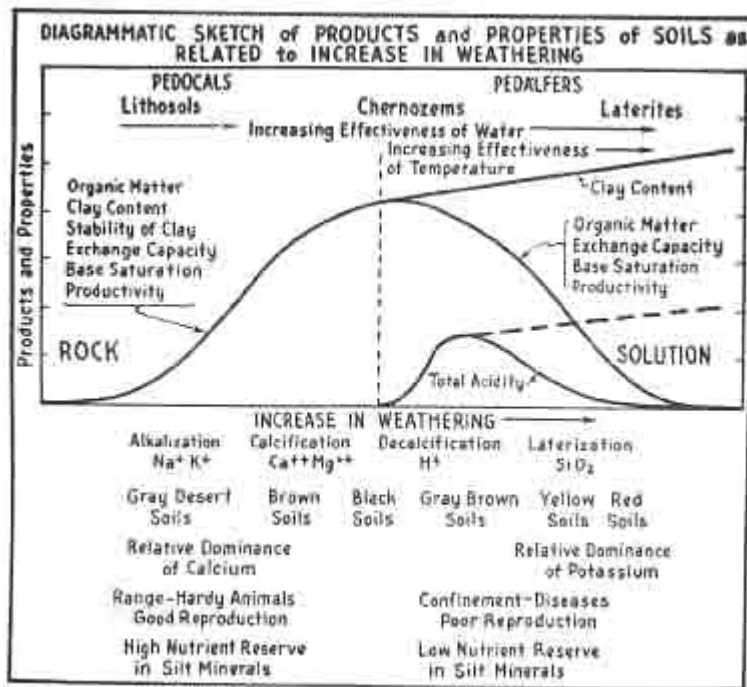 DIAGRAMMATIC SKETCH of PRODUCTS and PROPERTIES of SOILS as
RELATED to INCREASE IN WEATHERING
PEDOCALS
PEDALFERS
Lithosols
Chernozems
Laterites
Increasing Effectiveness of Water
Increasing Effectiveness
of Temperature
Products and Properties
Organic Matter
Clay Content
Stability of Clay
Exchange Capacity
Base Saturation
Productivity
Clay Content
Organic Matter
Exchange Capacity
Base Saturation
Productivity
ROCK
SOLUTION
Total Acidity
INCREASE IN WEATHERING
Alkalization
Na⁺ K⁺
Calcification
Ca⁺⁺Mg⁺⁺
Decalcification
H⁺
Laterization
SiO₂
Gray Desert
Soils
Brown
Soils
Black
Soils
Gray Brown
Soils
Yellow
Soils
Red
Soils
Relative Dominance
of Calcium
Relative Dominance
of Potassium
Range-Hardy Animals
Good Reproduction
Confinement-Diseases
Poor Reproduction
High Nutrient Reserve
in Silt Minerals
Low Nutrient Reserve
in Silt Minerals